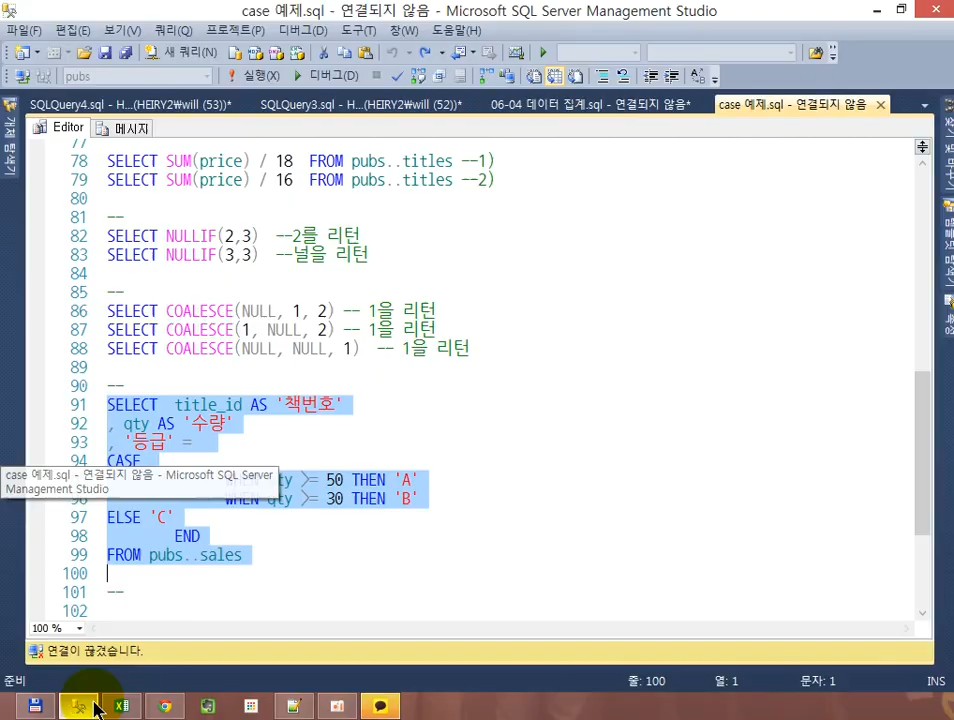 case 예제.sql - 연결되지 않음 - Microsoft SQL Server Management Studio
파일(F) 편집(E) 보기(V) 쿼리(Q) 프로젝트(P) 디버그(D) 도구(T) 창(W) 도움말(H)
새 쿼리(N)
pubs 실행(X) 디버그(D)
SQLQuery4.sql - H...(HEIRY2₩will (53))* SQLQuery3.sql - H...(HEIRY2₩will (52))* 06-04 데이터 집계.sql - 연결되지 않음* case 예제.sql - 연결되지 않음
개체 탐색기
Editor 메시지
77
78 SELECT SUM(price) / 18 FROM pubs..titles --1)
79 SELECT SUM(price) / 16 FROM pubs..titles --2)
80
81 --
82 SELECT NULLIF(2,3) --2를 리턴
83 SELECT NULLIF(3,3) --널을 리턴
84
85 --
86 SELECT COALESCE(NULL, 1, 2) -- 1을 리턴
87 SELECT COALESCE(1, NULL, 2) -- 1을 리턴
88 SELECT COALESCE(NULL, NULL, 1) -- 1을 리턴
89
90 --
91 SELECT title_id AS '책번호'
92 , qty AS '수량'
93 , '등급' =
94 CASE
case 예제.sql - 연결되지 않음 - Microsoft SQL Server
Management Studio
ty >= 50 THEN 'A'
WHEN qty >= 30 THEN 'B'
97 ELSE 'C'
98 END
99 FROM pubs..sales
100
101 --
102
100 %
연결이 끊겼습니다.
준비 줄: 100 열: 1 문자: 1 INS